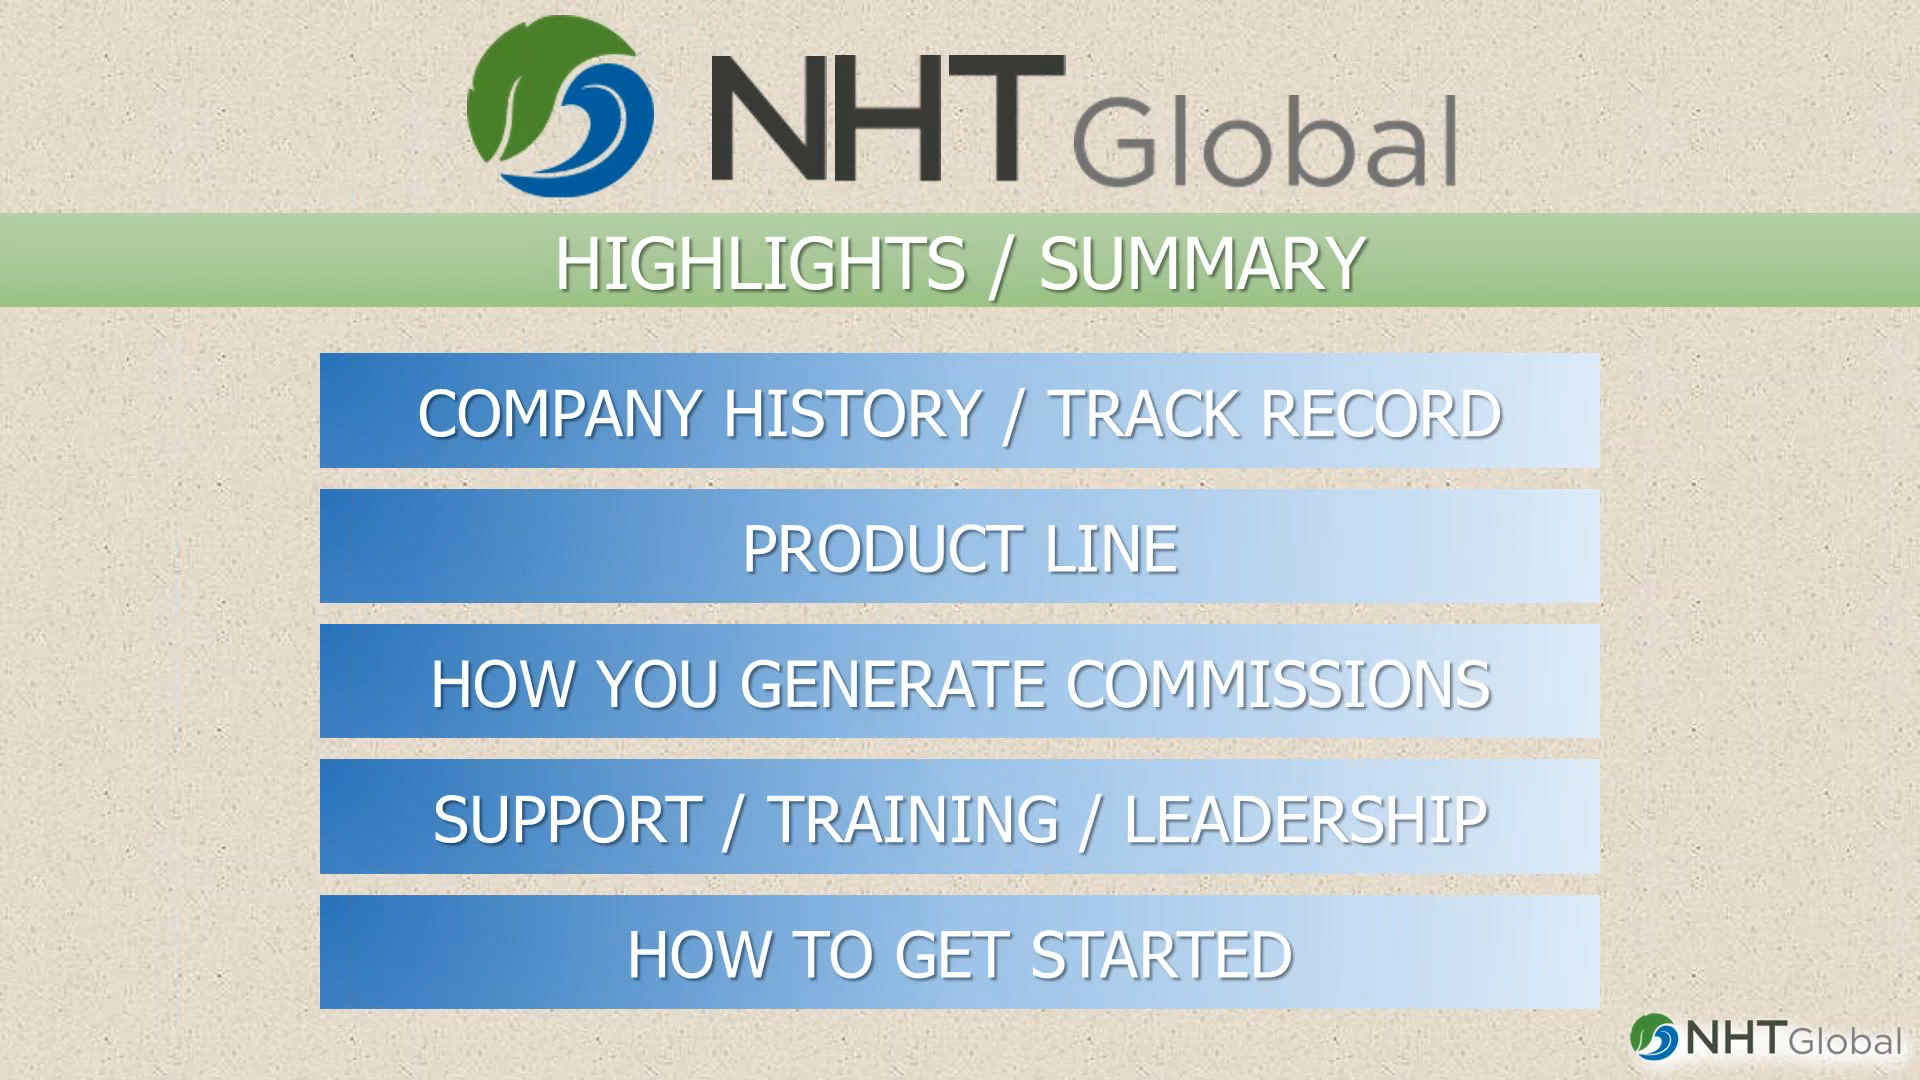 NHT Global
HIGHLIGHTS / SUMMARY
COMPANY HISTORY / TRACK RECORD
PRODUCT LINE
HOW YOU GENERATE COMMISSIONS
SUPPORT / TRAINING / LEADERSHIP
HOW TO GET STARTED
NHT Global